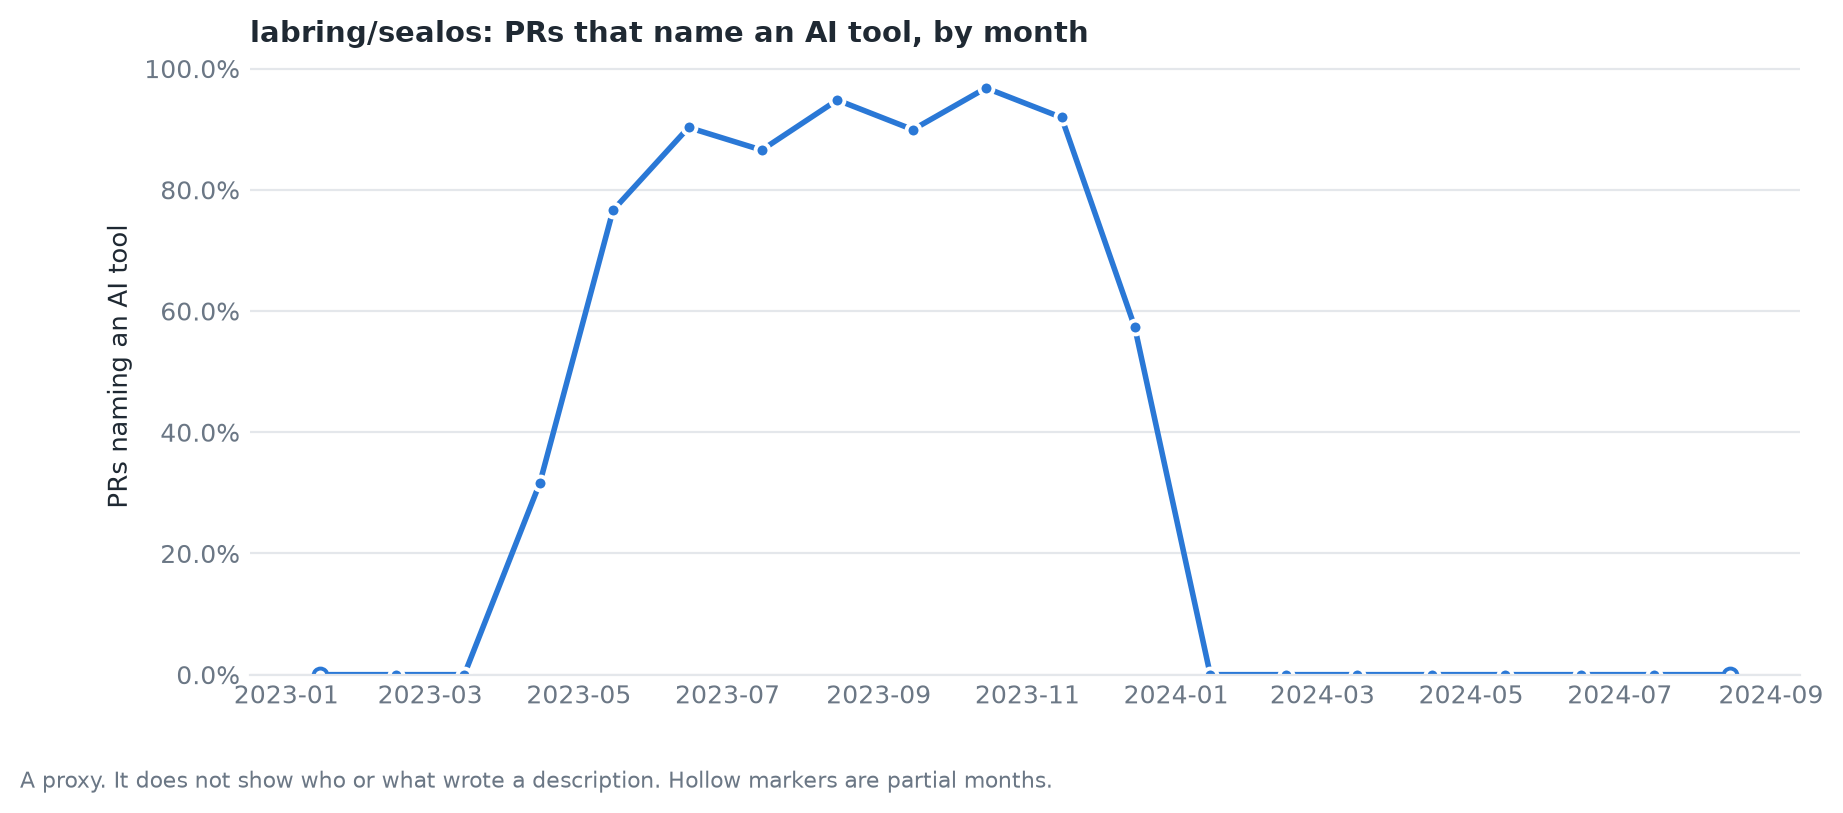 labring/sealos: PRs that name an AI tool, by month
PRs naming an AI tool
100.0%
80.0%
60.0%
40.0%
20.0%
0.0%
2023-01 2023-03 2023-05 2023-07 2023-09 2023-11 2024-01 2024-03 2024-05 2024-07 2024-09
A proxy. It does not show who or what wrote a description. Hollow markers are partial months.